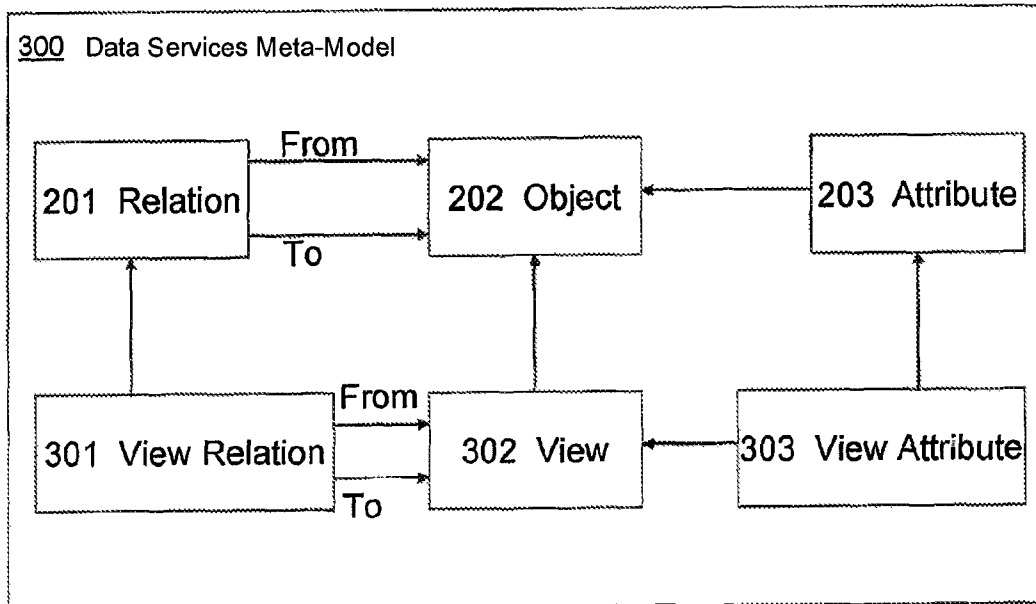 300 Data Services Meta-Model
From
201 Relation
202 Object
203 Attribute
To
From
301 View Relation
302 View
303 View Attribute
To